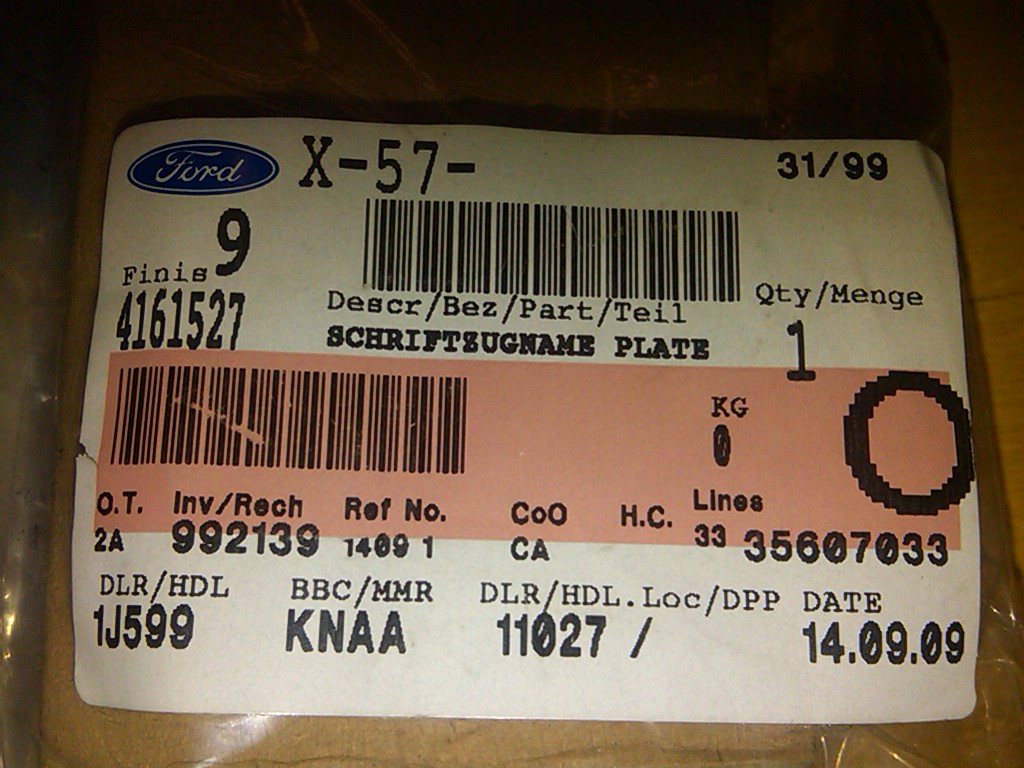 Ford X-57- 31/99
9
Finis
4161527
Descr/Bez/Part/Teil Qty/Menge
SCHRIFTZUGNAME PLATE 1
KG
0
O.T. Inv/Rech Ref No. CoO H.C. Lines
2A 992139 1409 1 CA 33 35607033
DLR/HDL BBC/MMR DLR/HDL.Loc/DPP DATE
1J599 KNAA 11027 / 14.09.09